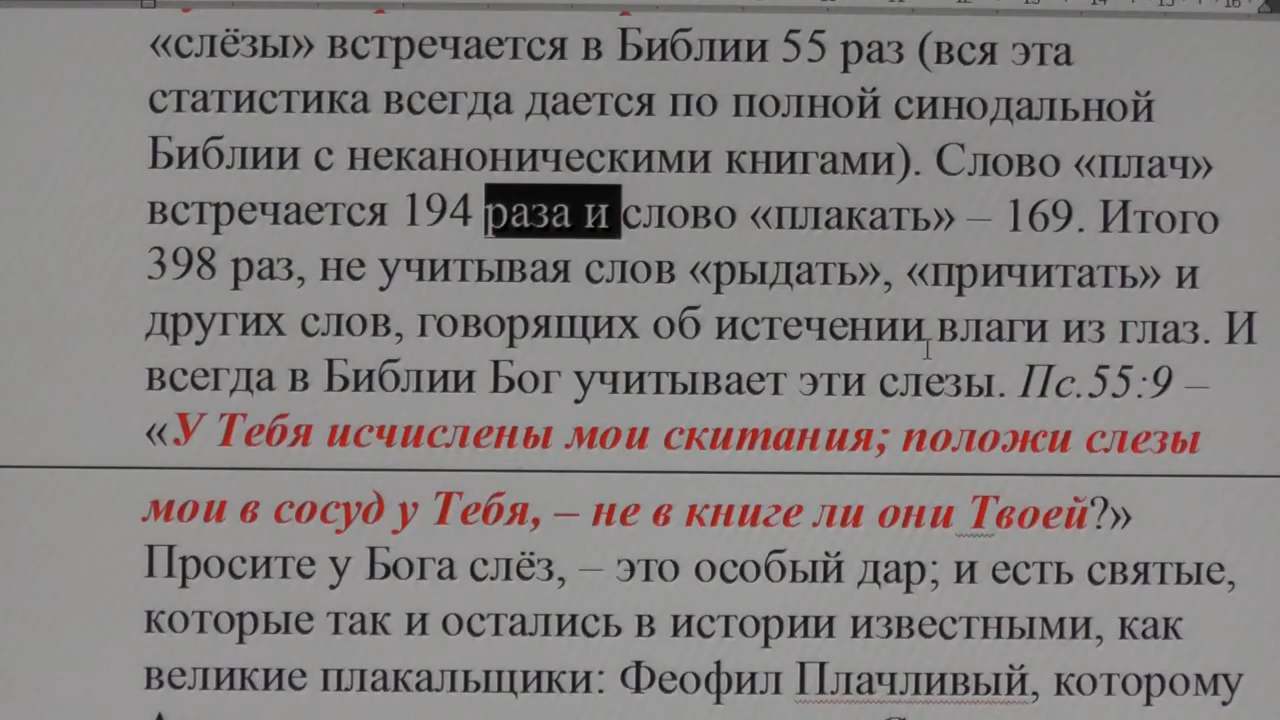 «слёзы» встречается в Библии 55 раз (вся эта
статистика всегда дается по полной синодальной
Библии с неканоническими книгами). Слово «плач»
встречается 194 раза и слово «плакать» – 169. Итого
398 раз, не учитывая слов «рыдать», «причитать» и
других слов, говорящих об истечении влаги из глаз. И
всегда в Библии Бог учитывает эти слезы. Пс.55:9 –
«У Тебя исчислены мои скитания; положи слезы
мои в сосуд у Тебя, – не в книге ли они Твоей?»
Просите у Бога слёз, – это особый дар; и есть святые,
которые так и остались в истории известными, как
великие плакальщики: Феофил Плачливый, которому